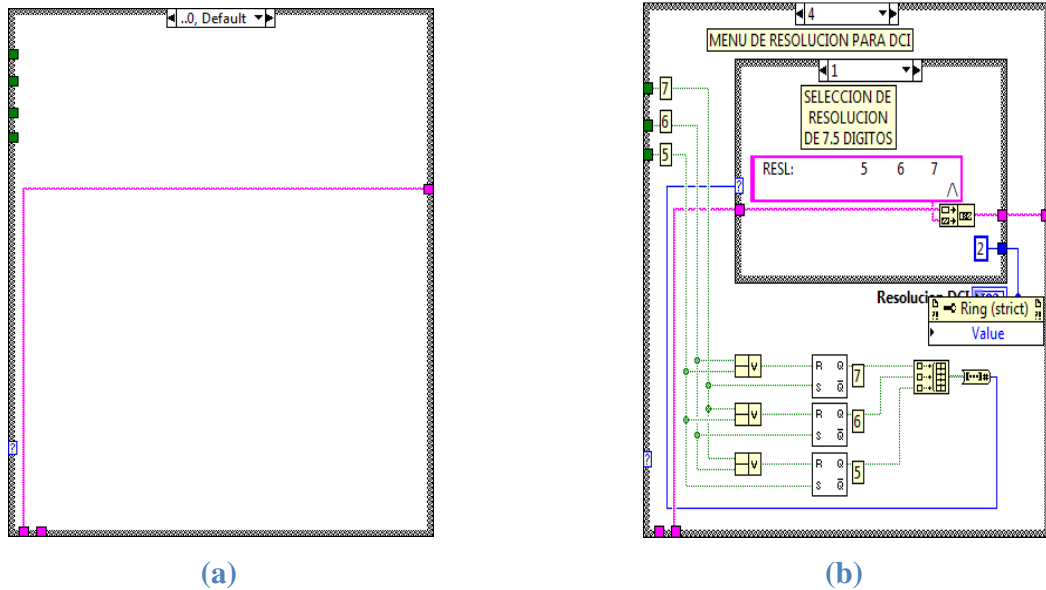 ..0, Default
4
MENU DE RESOLUCION PARA DCI
1
7
6
5
SELECCION DE
RESOLUCION
DE 7.5 DIGITOS
RESL: 5 6 7
/\
?
2
Ring (strict)
Value
V
R Q
S Q̅
7
V
R Q
S Q̅
6
?
V
R Q
S Q̅
5
?
(a)
(b)